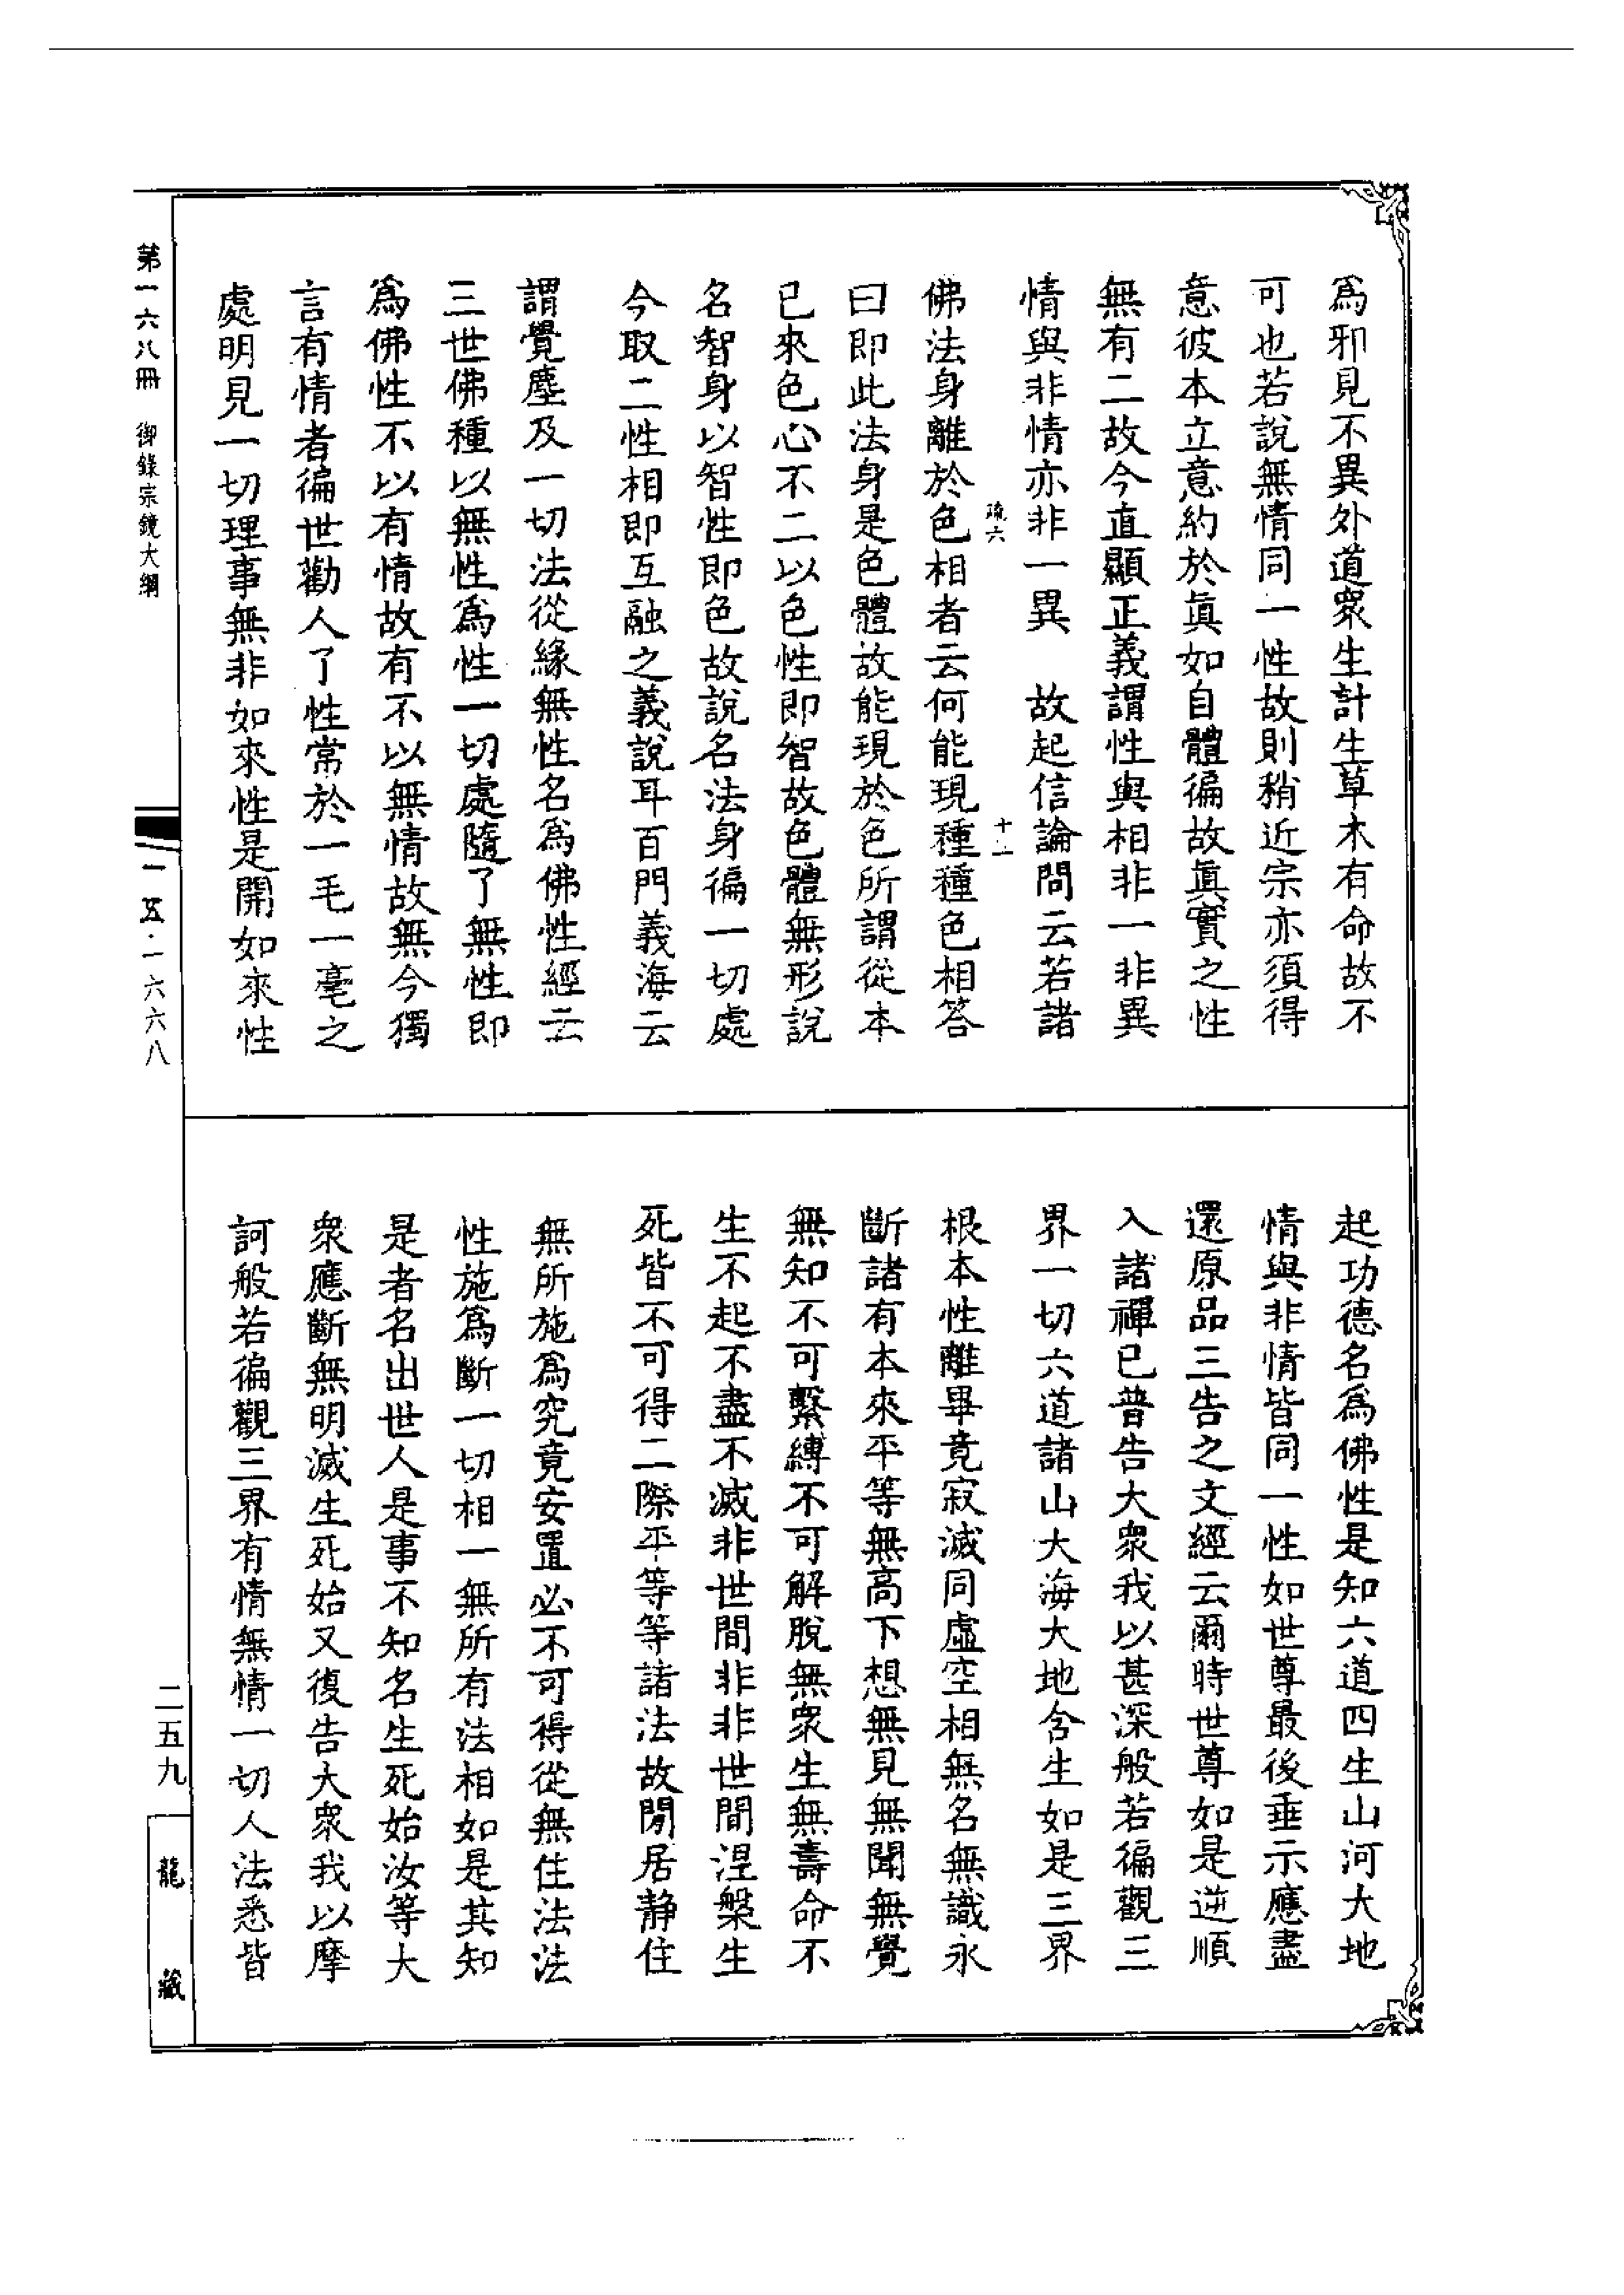 為邪見不異外道衆生計生草木有命故不
可也若說無情同一性故則稍近宗亦須得
意彼本立意約於眞如自體徧故眞實之性
無有二故今直顯正義謂性與相非一非異
情與非情亦非一異　故起信論問云若諸
疏六
十一
佛法身離於色相者云何能現種種色相答
曰即此法身是色體故能現於色所謂從本
已來色心不二以色性即智故色體無形說
名智身以智性即色故說名法身徧一切處
今取二性相即互融之義說耳百門義海云
謂覺塵及一切法從緣無性名為佛性經云
三世佛種以無性為性一切處隨了無性即
為佛性不以有情故有不以無情故無今獨
言有情者徧世勸人了性常於一毛一毫之
處明見一切理事無非如來性是開如來性
起功德名為佛性是知六道四生山河大地
情與非情皆同一性如世尊最後垂示應盡
還原品三告之文經云爾時世尊如是逆順
入諸禪已普告大衆我以甚深般若徧觀三
界一切六道諸山大海大地含生如是三界
根本性離畢竟寂滅同虛空相無名無識永
斷諸有本來平等無高下想無見無聞無覺
無知不可繫縛不可解脫無衆生無壽命不
生不起不盡不滅非世間非非世間涅槃生
死皆不可得二際平等等諸法故閒居靜住
無所施為究竟安置必不可得從無住法法
性施為斷一切相一無所有法相如是其知
是者名出世人是事不知名生死始汝等大
衆應斷無明滅生死始又復告大衆我以摩
訶般若徧觀三界有情無情一切人法悉皆
第一六八冊　御錄宗鏡大綱
一五·一六六八
二五九
龍藏